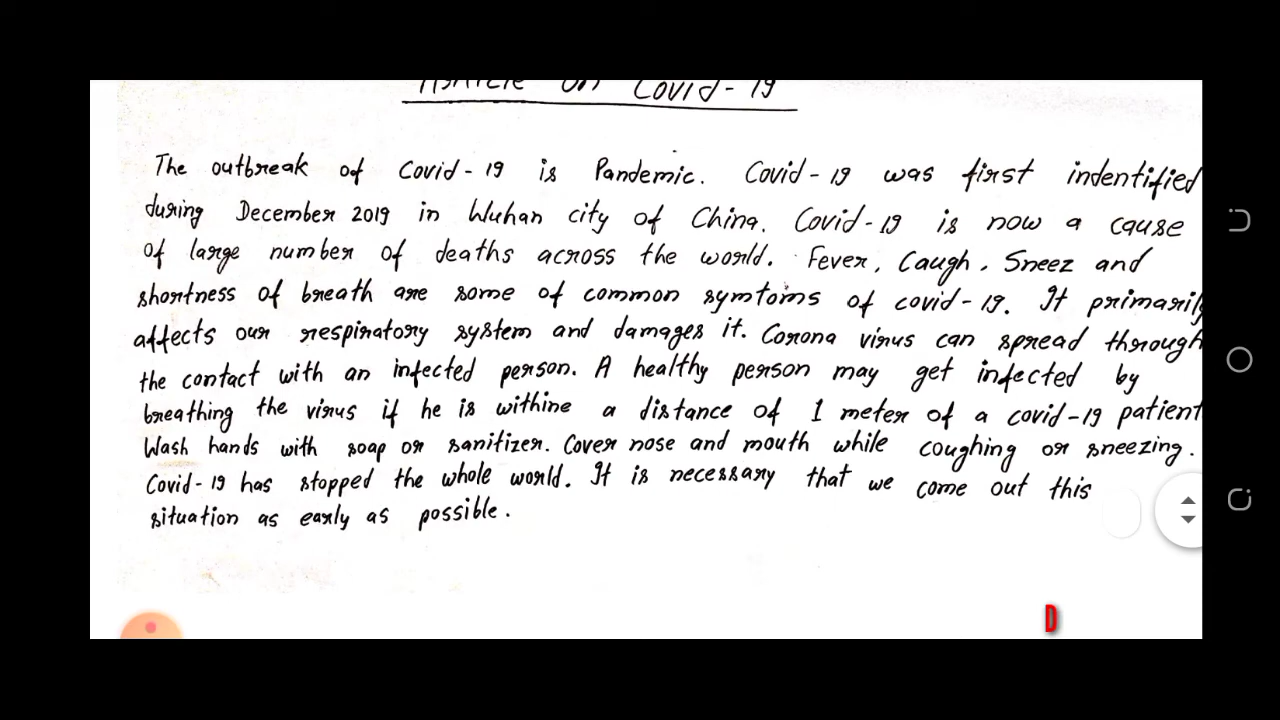 Article on Covid-19
The outbreak of Covid-19 is Pandemic. Covid-19 was first indentified
during December 2019 in Wuhan city of China. Covid-19 is now a cause
of large number of deaths across the world. Fever, Caugh, Sneez and
shortness of breath are some of common symtoms of covid-19. It primarily
affects our respiratory system and damages it. Corona virus can spread through
the contact with an infected person. A healthy person may get infected by
breathing the virus if he is withine a distance of 1 meter of a covid-19 patient
Wash hands with soap or sanitizer. Cover nose and mouth while coughing or sneezing.
Covid-19 has stopped the whole world. It is necessary that we come out this
situation as early as possible.
D